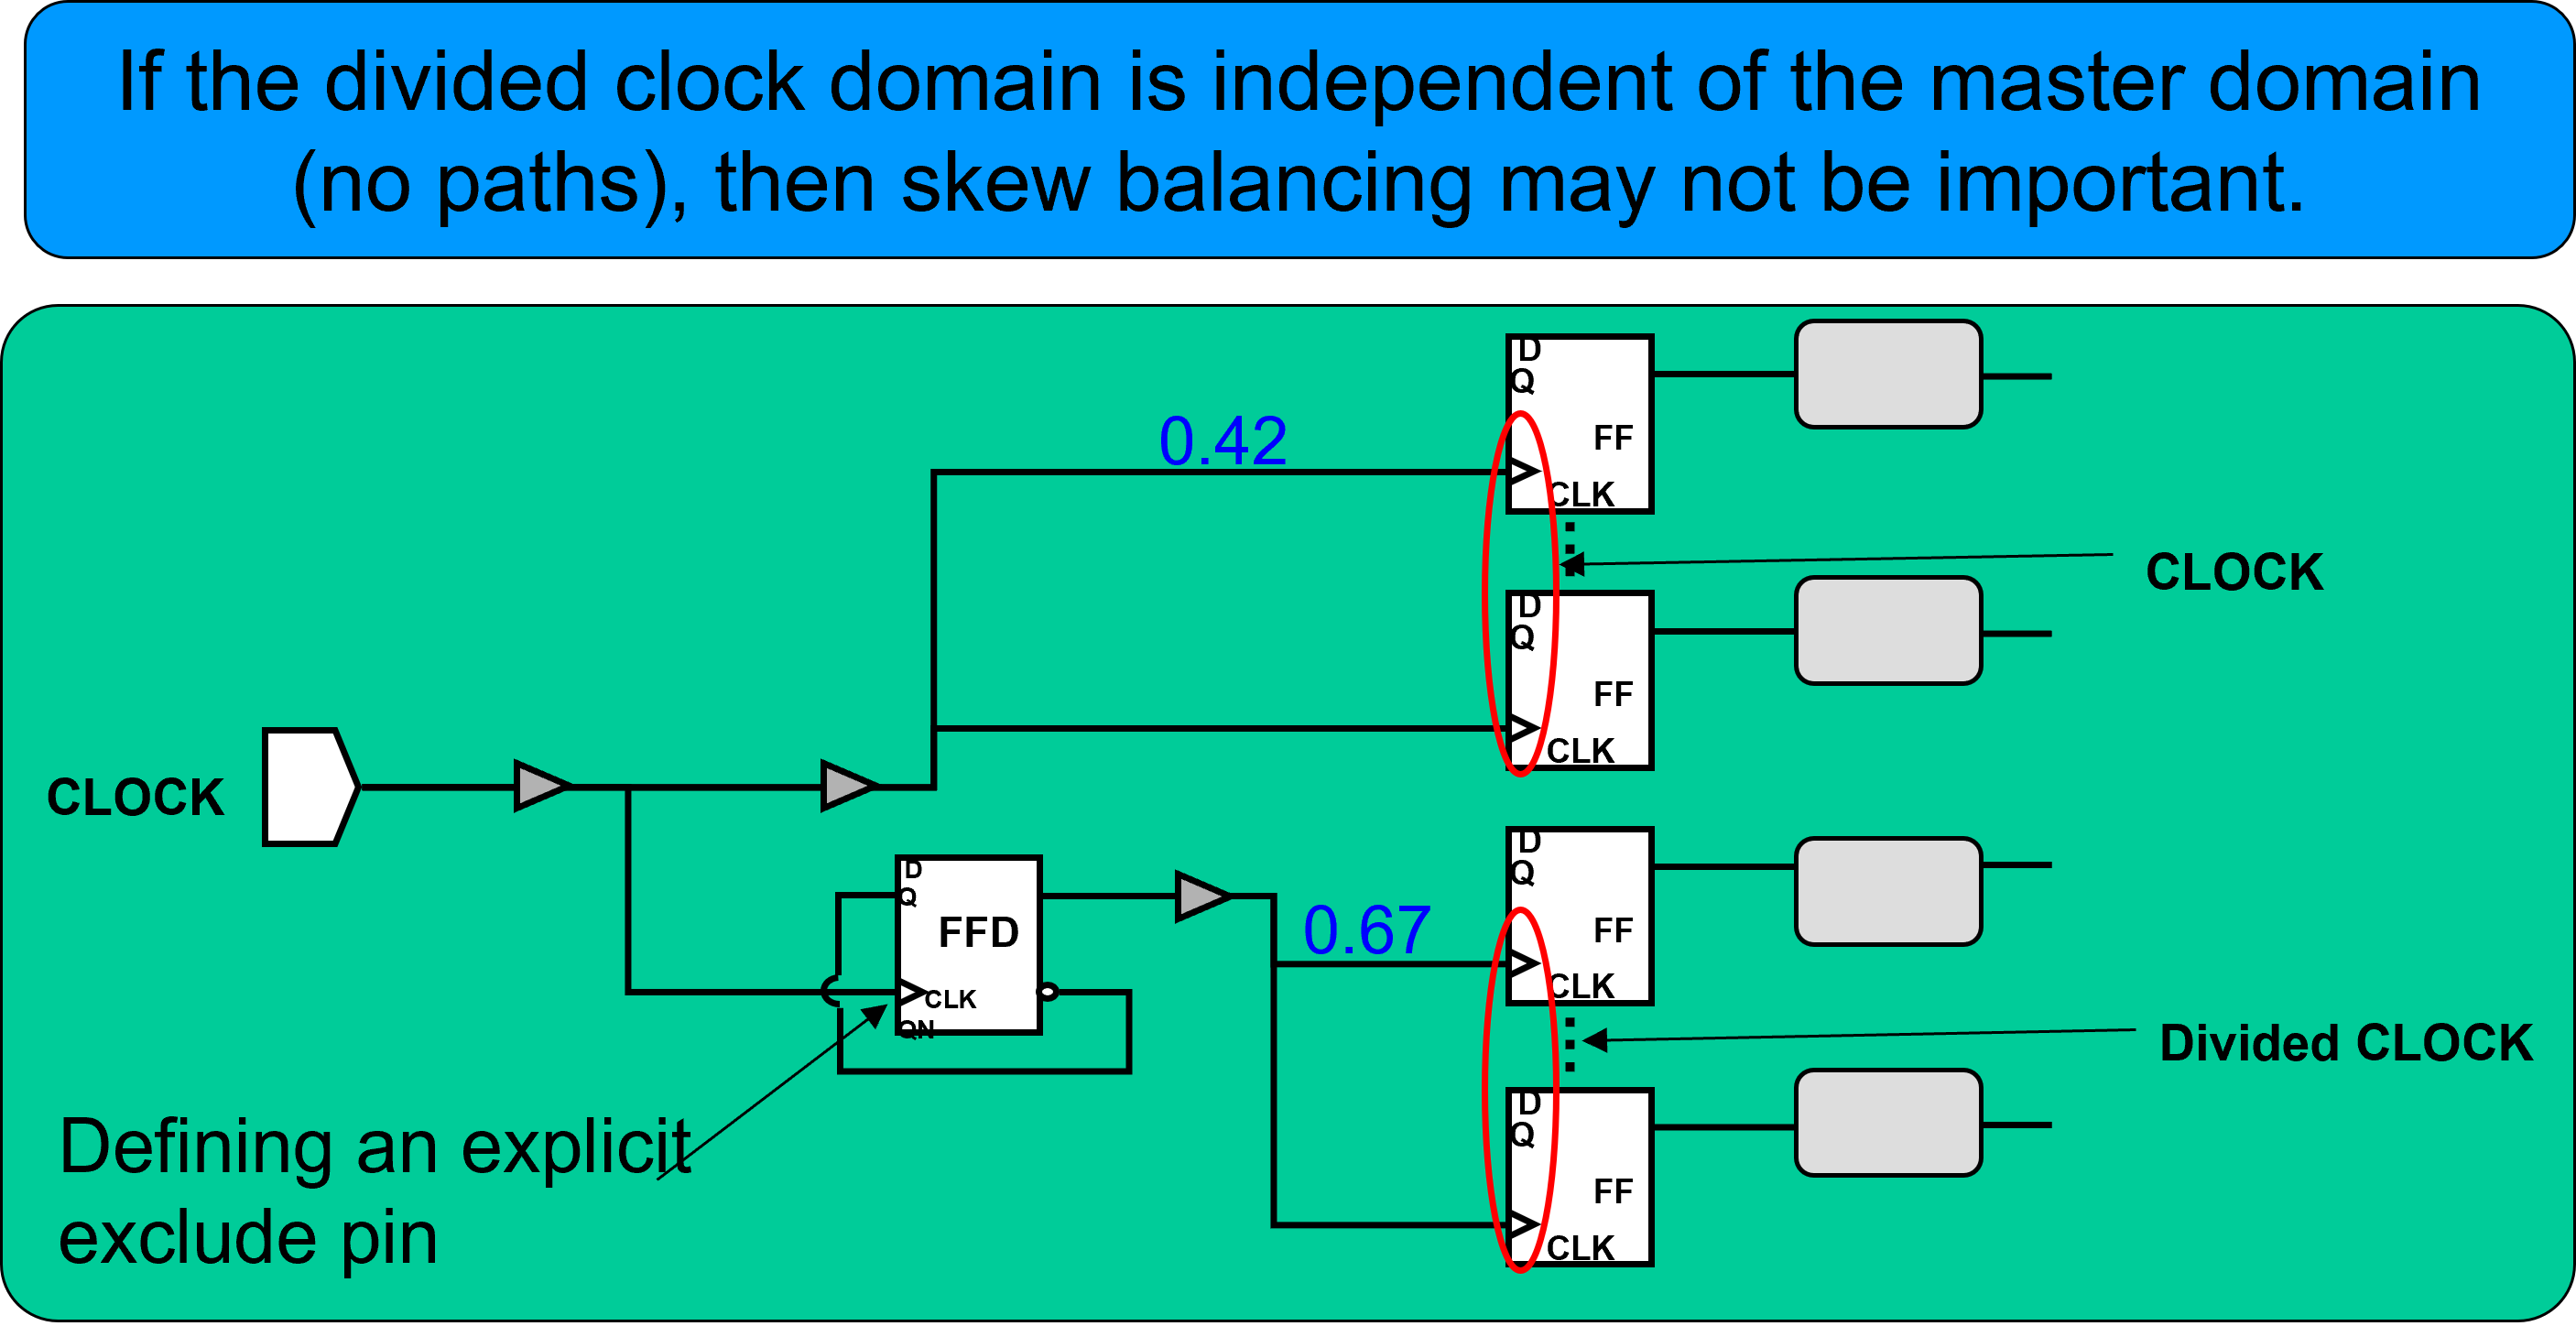 If the divided clock domain is independent of the master domain
(no paths), then skew balancing may not be important.
D
Q
FF
CLK
0.42
CLOCK
D
Q
FF
CLK
CLOCK
D
Q
FFD
CLK
QN
D
Q
FF
CLK
0.67
Divided CLOCK
D
Q
FF
CLK
Defining an explicit
exclude pin